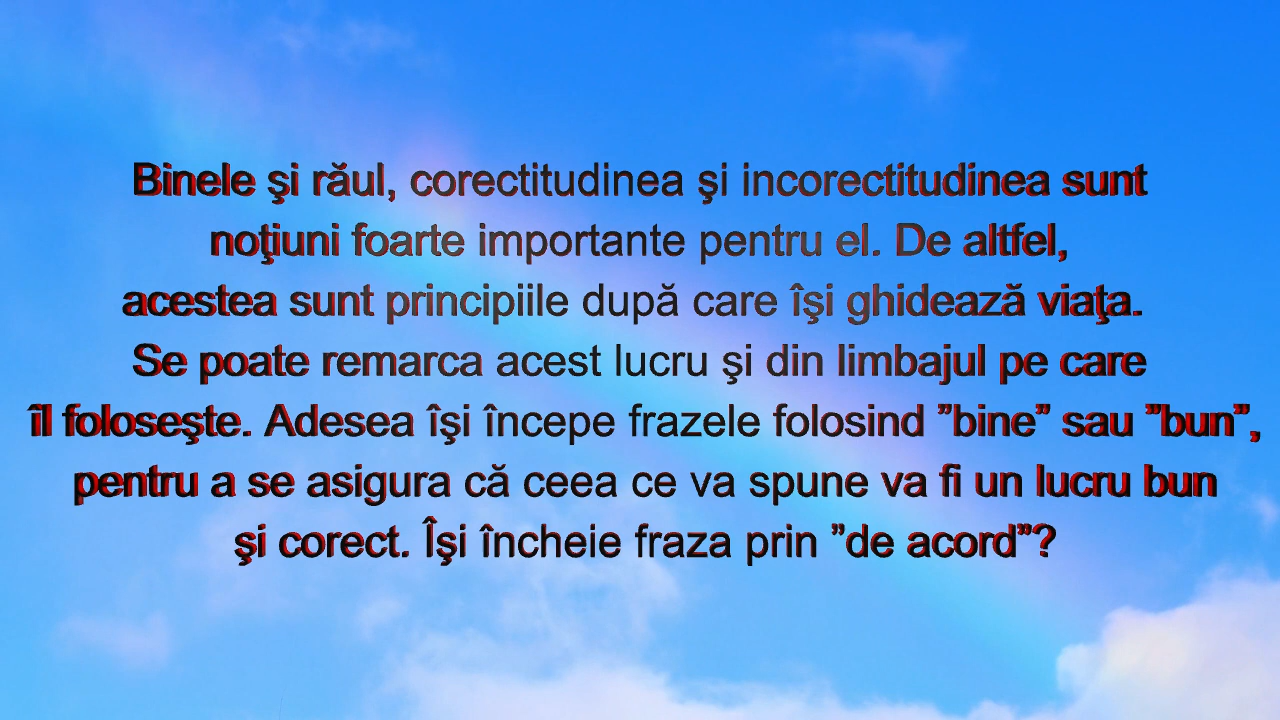 Binele şi răul, corectitudinea şi incorectitudinea sunt
noţiuni foarte importante pentru el. De altfel,
acestea sunt principiile după care îşi ghidează viaţa.
Se poate remarca acest lucru şi din limbajul pe care
îl foloseşte. Adesea îşi începe frazele folosind ”bine” sau ”bun”,
pentru a se asigura că ceea ce va spune va fi un lucru bun
şi corect. Îşi încheie fraza prin ”de acord”?